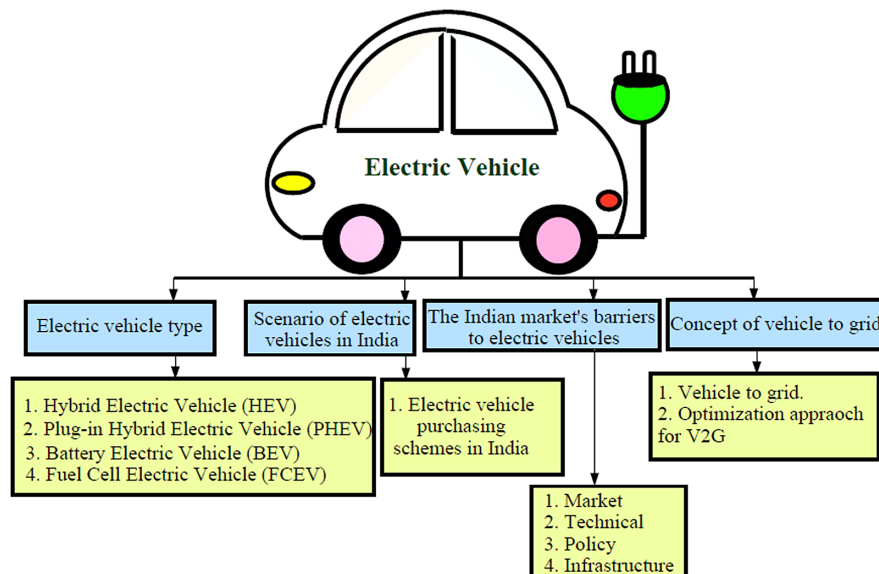 Electric Vehicle
Electric vehicle type
Scenario of electric
vehicles in India
The Indian market's barriers
to electric vehicles
Concept of vehicle to grid
1. Hybrid Electric Vehicle (HEV)
2. Plug-in Hybrid Electric Vehicle (PHEV)
3. Battery Electric Vehicle (BEV)
4. Fuel Cell Electric Vehicle (FCEV)
1. Electric vehicle
purchasing
schemes in India
1. Market
2. Technical
3. Policy
4. Infrastructure
1. Vehicle to grid.
2. Optimization appraoch
for V2G